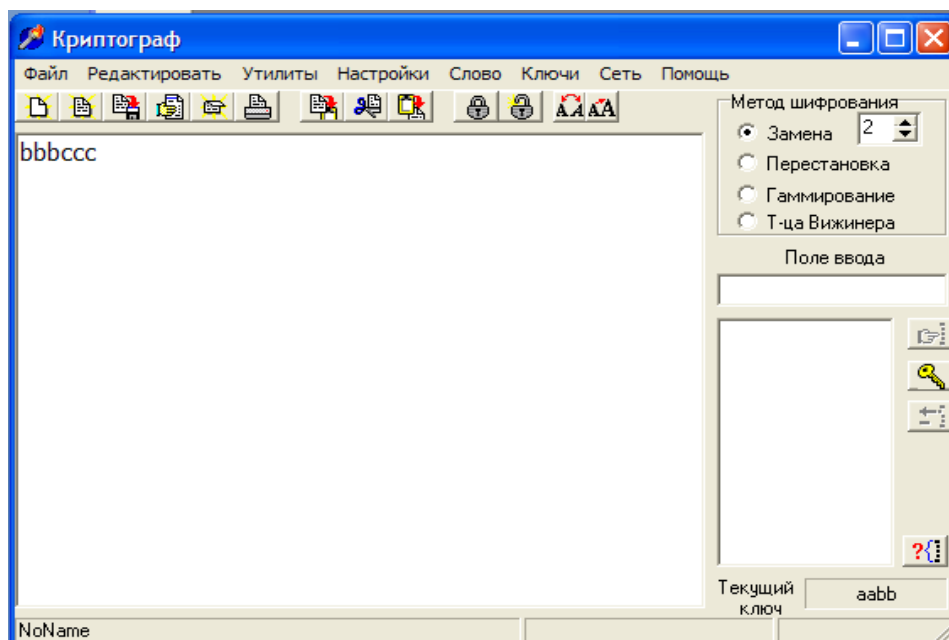 Криптограф
Файл Редактировать Утилиты Настройки Слово Ключи Сеть Помощь
bbbccc
Метод шифрования
Замена 2
Перестановка
Гаммирование
Т-ца Вижинера
Поле ввода
?{
Текущий ключ aabb
NoName